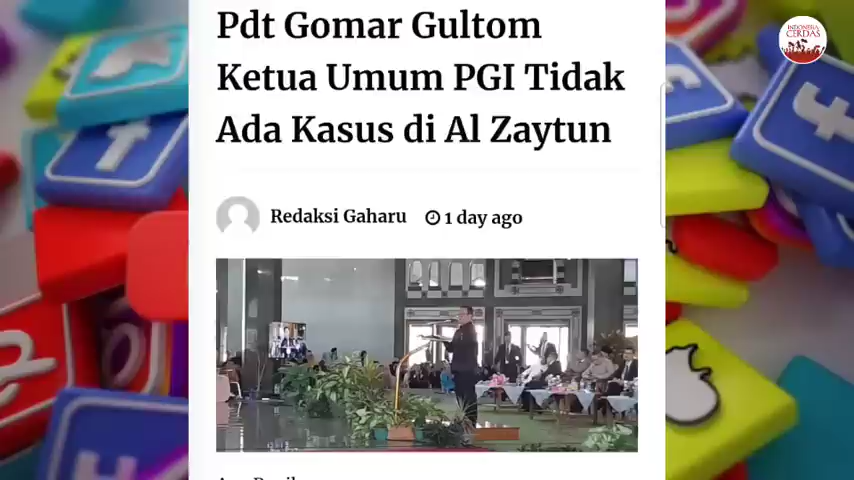 Pdt Gomar Gultom
Ketua Umum PGI Tidak
Ada Kasus di Al Zaytun
Redaksi Gaharu
1 day ago
INDONESIA
CERDAS